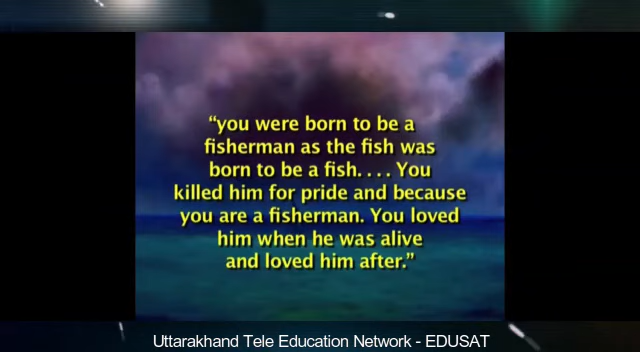 “you were born to be a
fisherman as the fish was
born to be a fish. . . . You
killed him for pride and because
you are a fisherman. You loved
him when he was alive
and loved him after.”
Uttarakhand Tele Education Network - EDUSAT